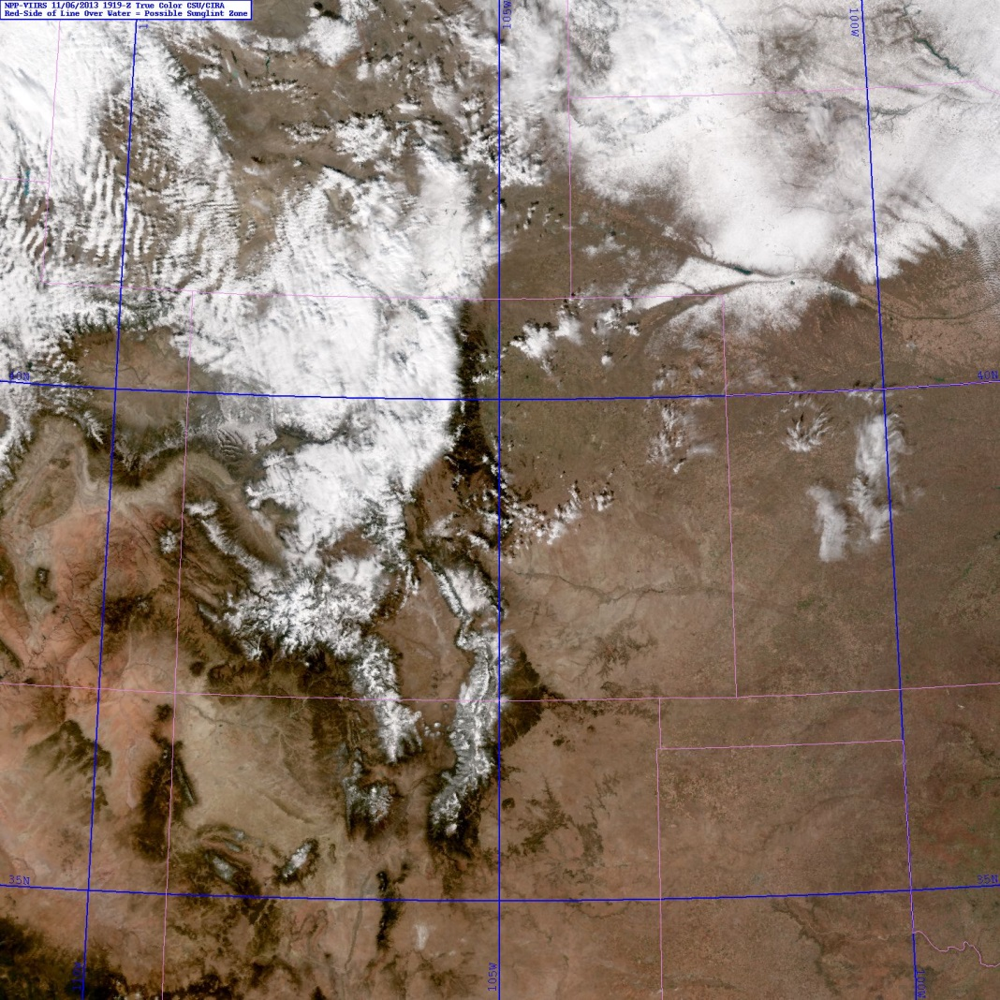 NPP-VIIRS 11/06/2013 1919-Z True Color CSU/CIRA
Red-Side of Line Over Water = Possible Sunglint Zone
105W
100W
40N
40N
35N
35N
105W
100W